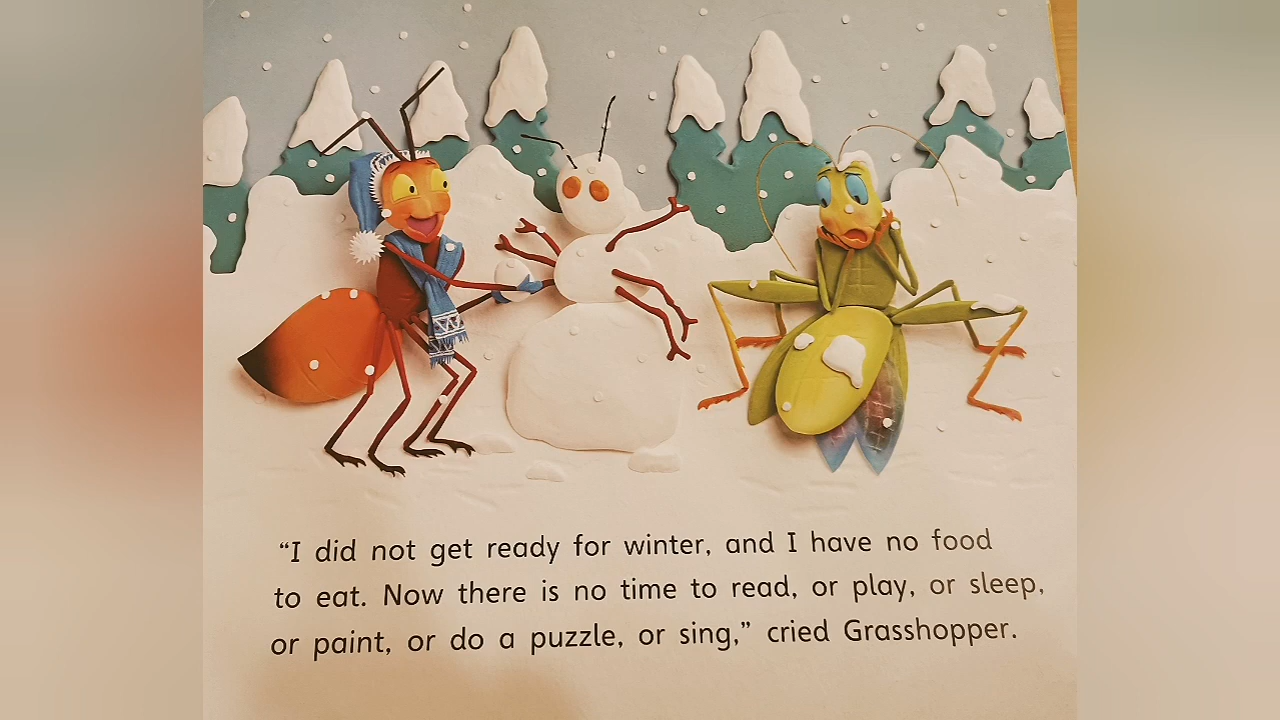 “I did not get ready for winter, and I have no food
to eat. Now there is no time to read, or play, or sleep,
or paint, or do a puzzle, or sing,” cried Grasshopper.